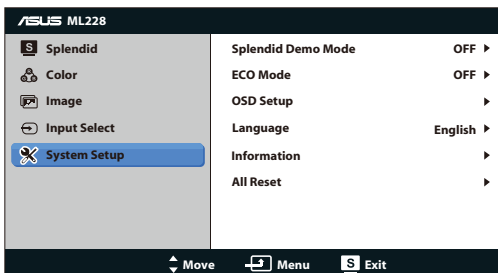 ASUS ML228
S Splendid
Color
Image
Input Select
System Setup
Splendid Demo Mode OFF
ECO Mode OFF
OSD Setup
Language English
Information
All Reset
Move Menu S Exit